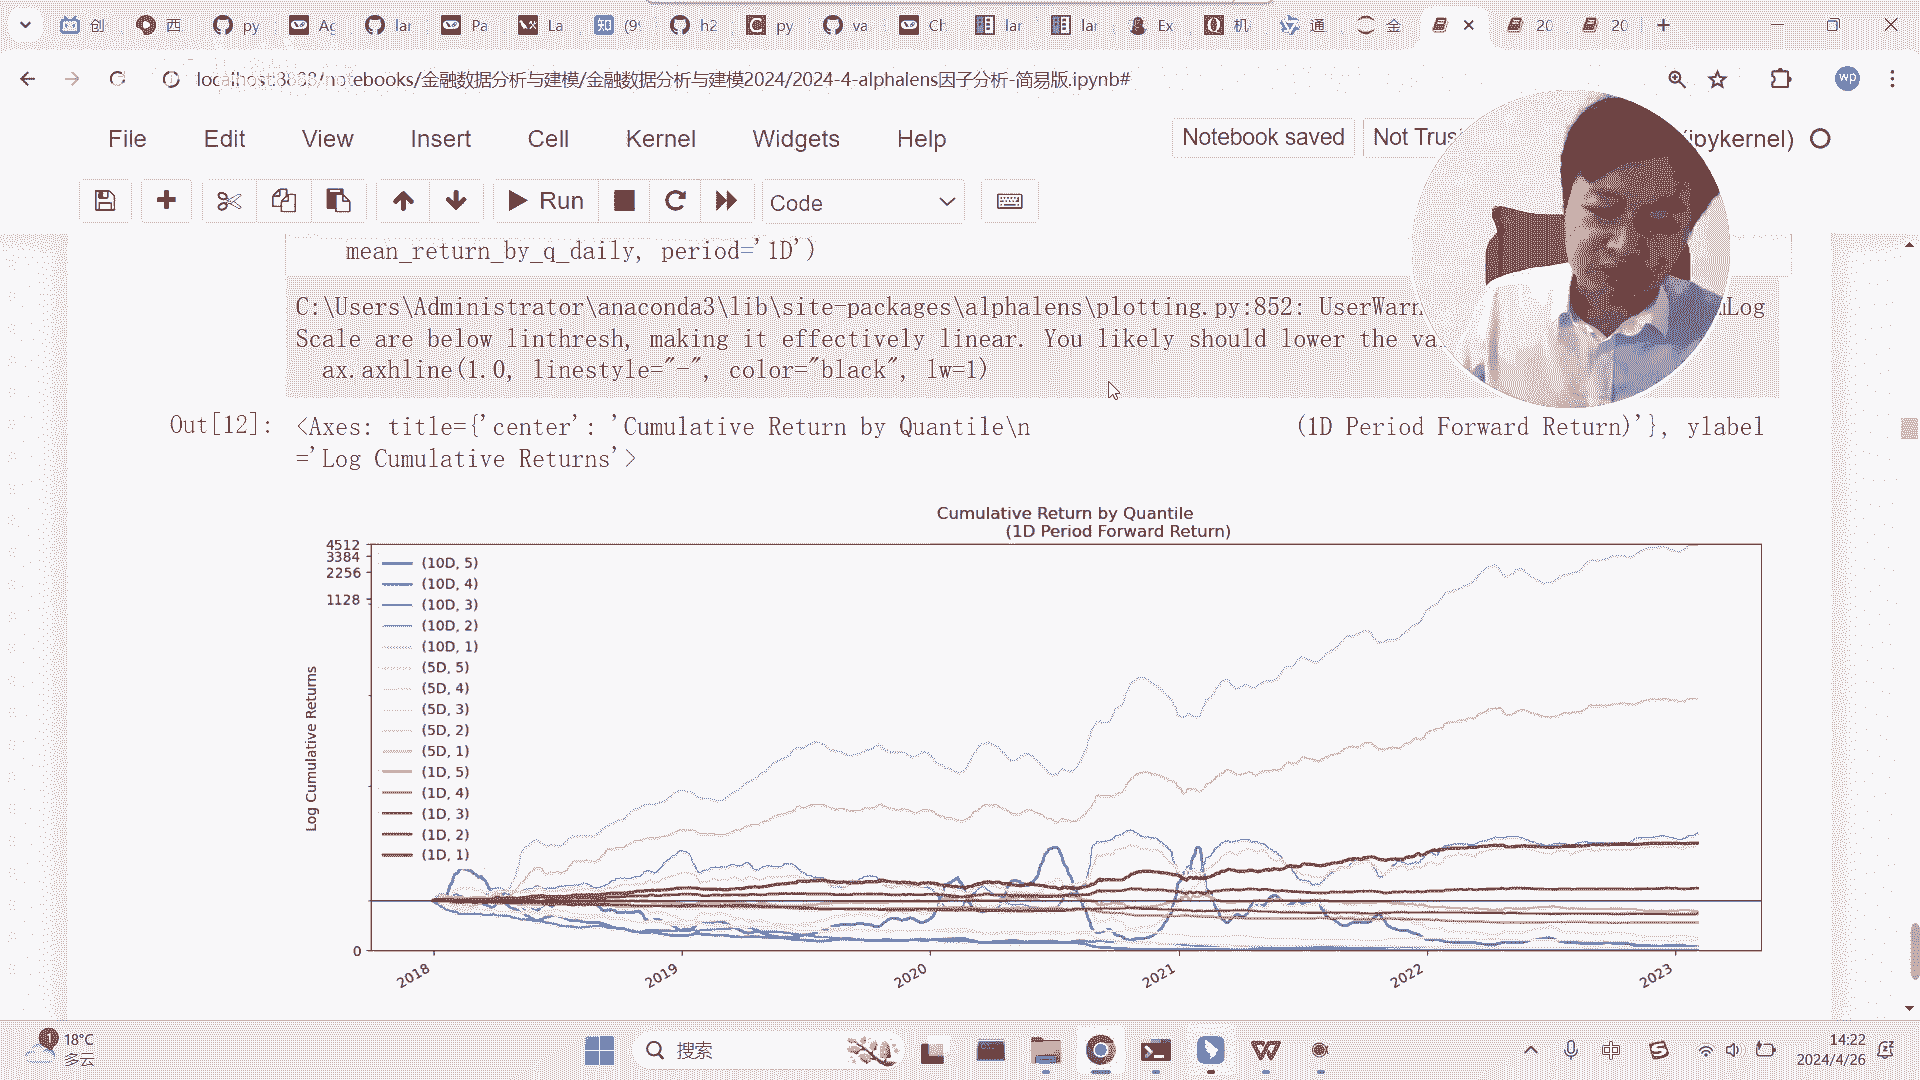 创
西
py
Ag
lar
Pa
La
知 (9
h2
py
va
Ch
lar
lar
Ex
机
通
金
20
20
localhost:8888/notebooks/金融数据分析与建模/金融数据分析与建模2024/2024-4-alphalens因子分析-简易版.ipynb#
wp
File Edit View Insert Cell Kernel Widgets Help
Notebook saved
Not Trus
(ipykernel)
Run
Code
mean_return_by_q_daily, period='1D')
C:\Users\Administrator\anaconda3\lib\site-packages\alphalens\plotting.py:852: UserWarn
Log
Scale are below linthresh, making it effectively linear. You likely should lower the va
ax.axhline(1.0, linestyle="-", color="black", lw=1)
Out[12]: <Axes: title={'center': 'Cumulative Return by Quantile\n (1D Period Forward Return)'}, ylabel
='Log Cumulative Returns'>
Cumulative Return by Quantile
(1D Period Forward Return)
4512
3384
2256
1128
0
Log Cumulative Returns
(10D, 5)
(10D, 4)
(10D, 3)
(10D, 2)
(10D, 1)
(5D, 5)
(5D, 4)
(5D, 3)
(5D, 2)
(5D, 1)
(1D, 5)
(1D, 4)
(1D, 3)
(1D, 2)
(1D, 1)
2018 2019 2020 2021 2022 2023
1
18°C
多云
搜索
中
14:22
2024/4/26